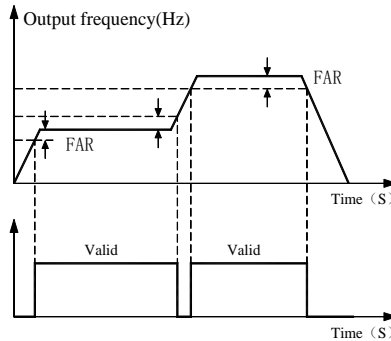 Output frequency(Hz)
FAR
FAR
Time（S）
Valid
Valid
Time（S）